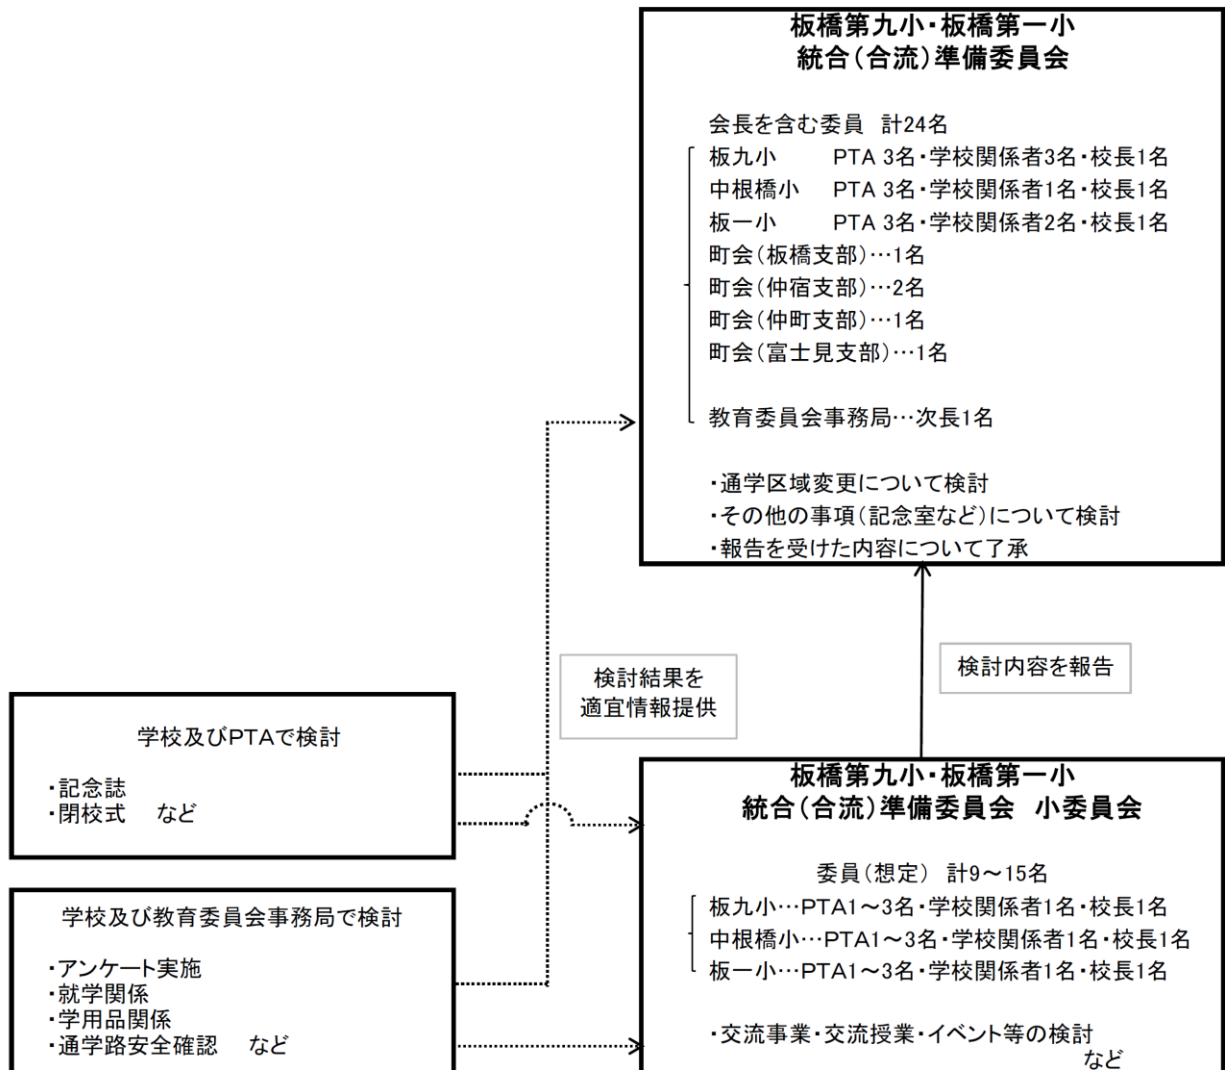 板橋第九小・板橋第一小
統合（合流）準備委員会
会長を含む委員　計24名
板九小　　PTA 3名・学校関係者3名・校長1名
中根橋小　PTA 3名・学校関係者1名・校長1名
板一小　　PTA 3名・学校関係者2名・校長1名
町会（板橋支部）…1名
町会（仲宿支部）…2名
町会（仲町支部）…1名
町会（富士見支部）…1名
教育委員会事務局…次長1名
・通学区域変更について検討
・その他の事項（記念室など）について検討
・報告を受けた内容について了承
検討結果を
適宜情報提供
検討内容を報告
学校及びPTAで検討
・記念誌
・閉校式　など
学校及び教育委員会事務局で検討
・アンケート実施
・就学関係
・学用品関係
・通学路安全確認　など
板橋第九小・板橋第一小
統合（合流）準備委員会　小委員会
委員（想定）　計9～15名
板九小…PTA1～3名・学校関係者1名・校長1名
中根橋小…PTA1～3名・学校関係者1名・校長1名
板一小…PTA1～3名・学校関係者1名・校長1名
・交流事業・交流授業・イベント等の検討
など